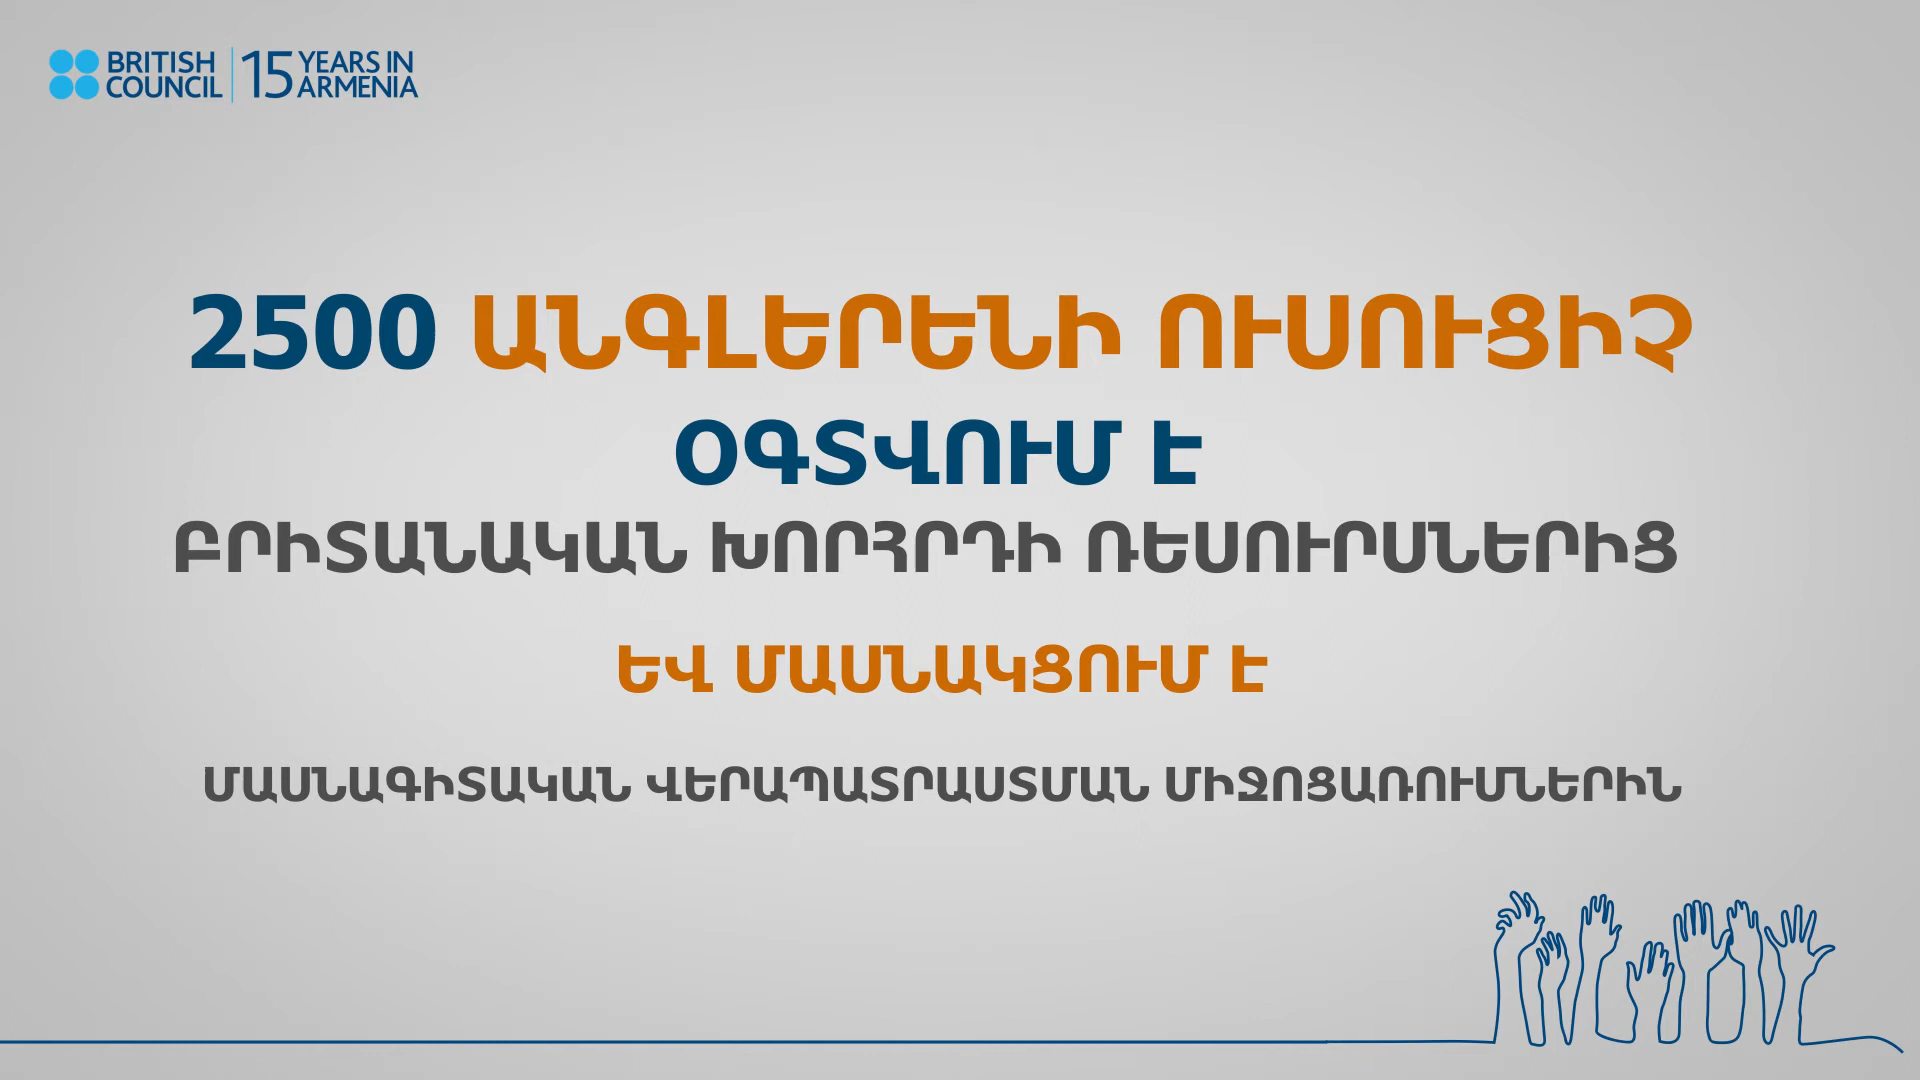 BRITISH COUNCIL 15 YEARS IN ARMENIA
2500 ԱՆԳԼԵՐԵՆԻ ՈՒՍՈՒՑԻՉ
ՕԳՏՎՈՒՄ Է
ԲՐԻՏԱՆԱԿԱՆ ԽՈՐՀՐԴԻ ՌԵՍՈՒՐՍՆԵՐԻՑ
ԵՎ ՄԱՍՆԱԿՑՈՒՄ Է
ՄԱՍՆԱԳԻՏԱԿԱՆ ՎԵՐԱՊԱՏՐԱՍՏՄԱՆ ՄԻՋՈՑԱՌՈՒՄՆԵՐԻՆ